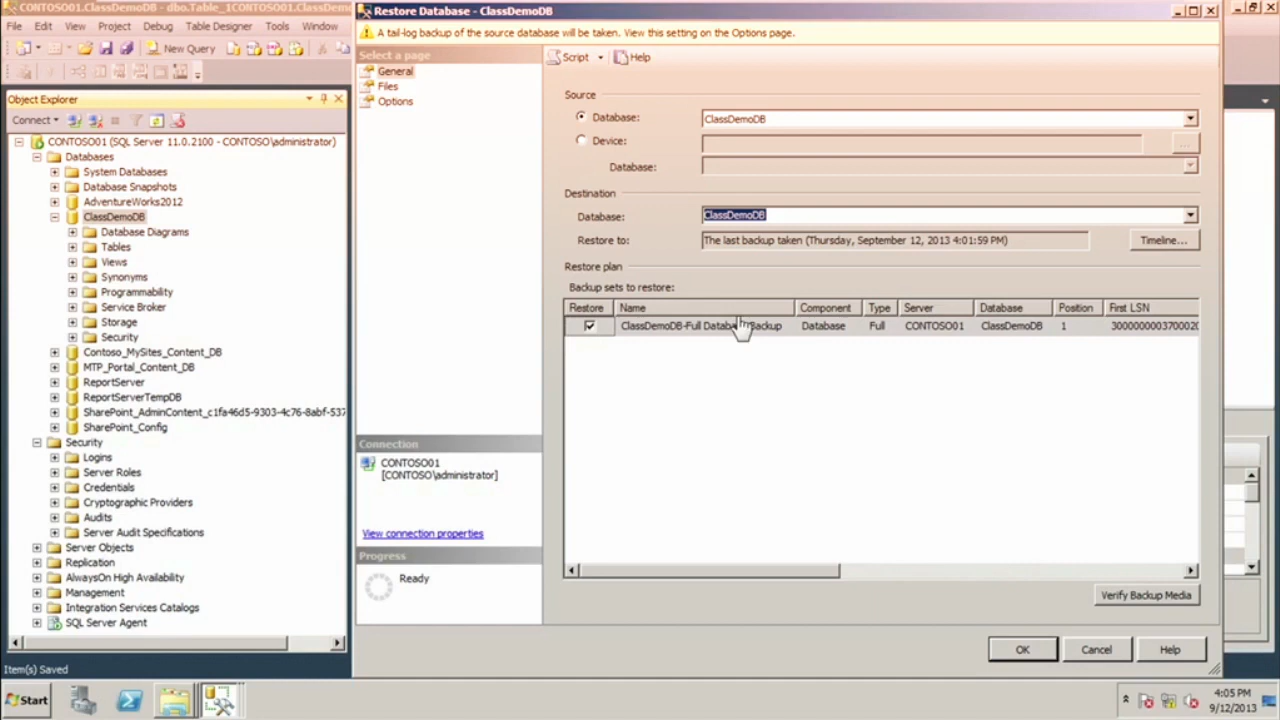 CONTOSO01.ClassDemoDB - dbo.Table_1CONTOSO01.ClassDem
File Edit View Project Debug Table Designer Tools Window
New Query
Object Explorer
Connect
CONTOSO01 (SQL Server 11.0.2100 - CONTOSO\administrator)
Databases
System Databases
Database Snapshots
AdventureWorks2012
ClassDemoDB
Database Diagrams
Tables
Views
Synonyms
Programmability
Service Broker
Storage
Security
Contoso_MySites_Content_DB
MTP_Portal_Content_DB
ReportServer
ReportServerTempDB
SharePoint_AdminContent_c1fa46d5-9303-4c76-8abf-537
SharePoint_Config
Security
Logins
Server Roles
Credentials
Cryptographic Providers
Audits
Server Audit Specifications
Server Objects
Replication
AlwaysOn High Availability
Management
Integration Services Catalogs
SQL Server Agent
Item(s) Saved
Restore Database - ClassDemoDB
A tail-log backup of the source database will be taken. View this setting on the Options page.
Select a page
General
Files
Options
Connection
CONTOSO01
[CONTOSO\administrator]
View connection properties
Progress
Ready
Script Help
Source
Database: ClassDemoDB
Device: ...
Database:
Destination
Database: ClassDemoDB
Restore to: The last backup taken (Thursday, September 12, 2013 4:01:59 PM) Timeline...
Restore plan
Backup sets to restore:
Restore Name Component Type Server Database Position First LSN
ClassDemoDB-Full Database Backup Database Full CONTOSO01 ClassDemoDB 1 3000000003700020
Verify Backup Media
OK Cancel Help
Start
4:05 PM
9/12/2013